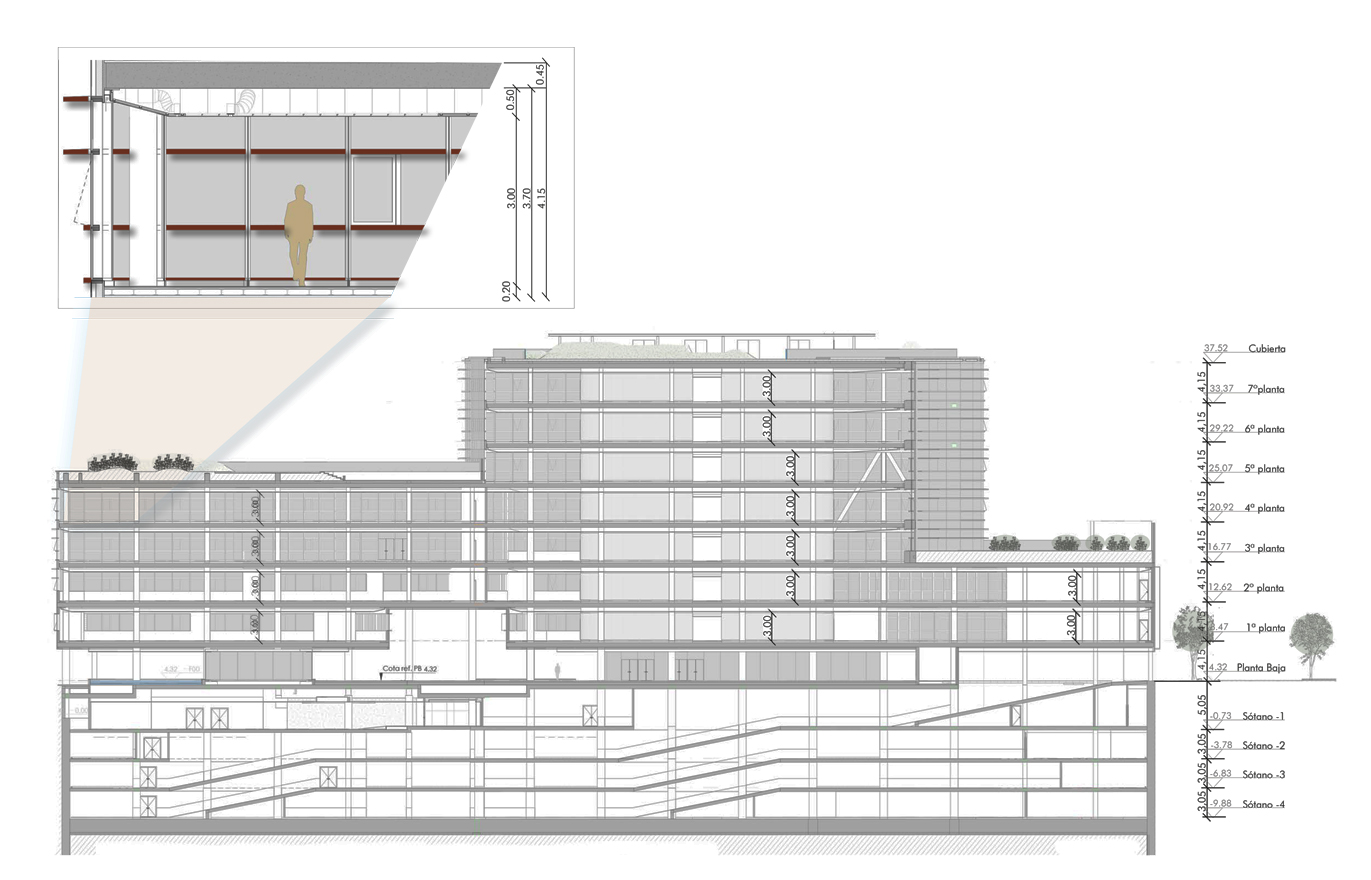 0.45
0.50
3.00
3.70
4.15
0.20
37.52 Cubierta
4,15
33,37 7ºplanta
4,15
29,22 6º planta
4,15
25,07 5º planta
4,15
20,92 4º planta
4,15
16.77 3º planta
4,15
12.62 2º planta
4,15
8.47 1º planta
4,15
4.32 Planta Baja
5,05
-0.73 Sótano -1
3,05
-3.78 Sótano -2
3,05
-6.83 Sótano -3
3,05
-9.88 Sótano -4
3.00
3.00
3.00
3.00
3.00
3.00
3.00
3.00
3.00
3.00
3.00
3.00
3.00
4.32
Cota ref. PB 4.32